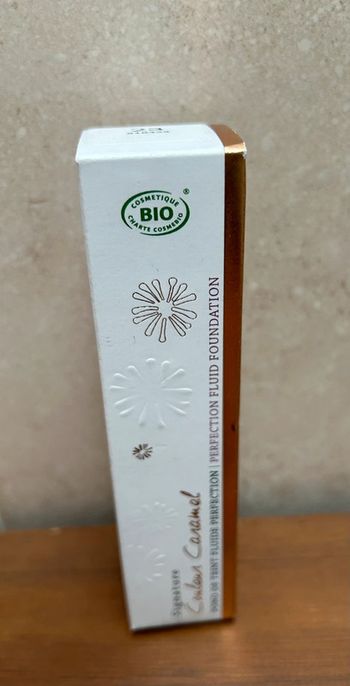 COSMETIQUE
BIO
CHARTE COSMEBIO
®
Signature
Couleur Caramel
FOND DE TEINT FLUIDE PERFECTION | PERFECTION FLUID FOUNDATION